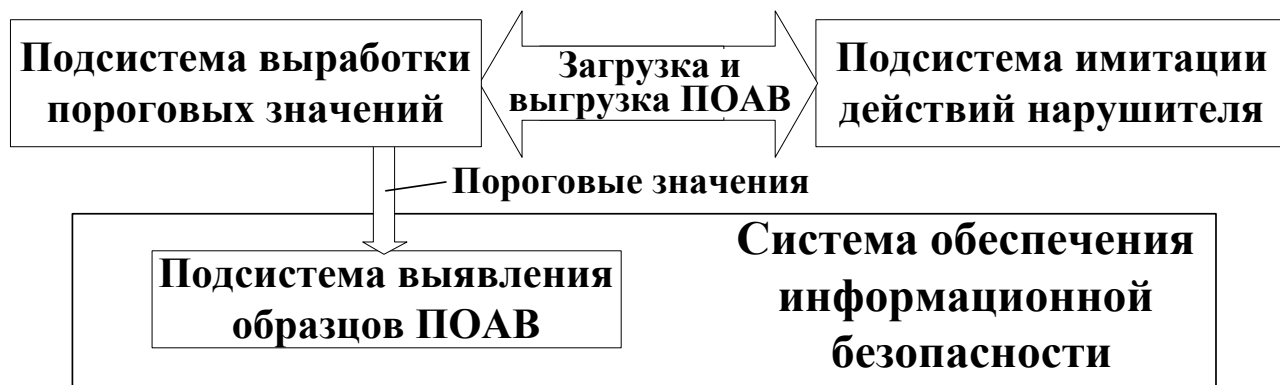 Подсистема выработки
пороговых значений
Загрузка и
выгрузка ПОАВ
Подсистема имитации
действий нарушителя
Пороговые значения
Система обеспечения
информационной
безопасности
Подсистема выявления
образцов ПОАВ